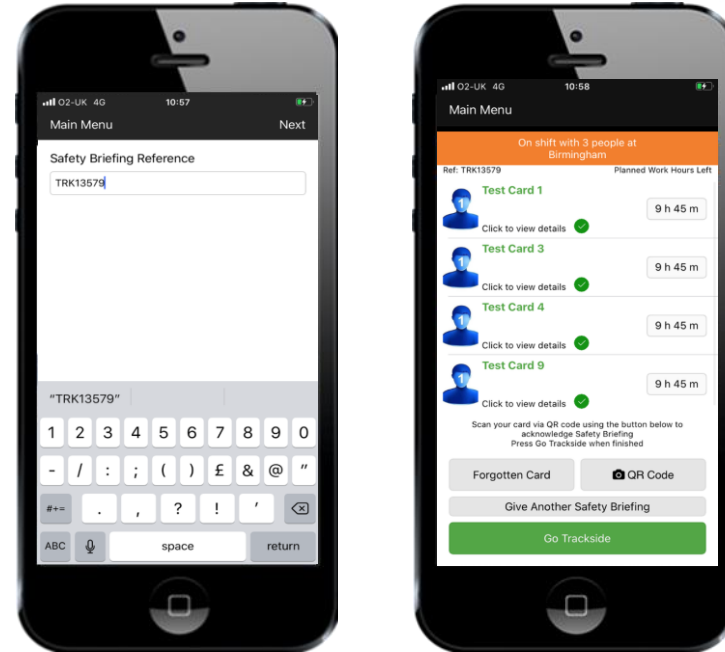 O2-UK 4G 10:57
Main Menu Next
Safety Briefing Reference
TRK13579
“TRK13579”
1 2 3 4 5 6 7 8 9 0
- / : ; ( ) £ & @ "
#+= . , ? ! ' 
ABC space return
O2-UK 4G 10:58
Main Menu
On shift with 3 people at
Birmingham
Ref: TRK13579 Planned Work Hours Left
1
Test Card 1
9 h 45 m
Click to view details
1
Test Card 3
9 h 45 m
Click to view details
1
Test Card 4
9 h 45 m
Click to view details
1
Test Card 9
9 h 45 m
Click to view details
Scan your card via QR code using the button below to
acknowledge Safety Briefing
Press Go Trackside when finished
Forgotten Card QR Code
Give Another Safety Briefing
Go Trackside